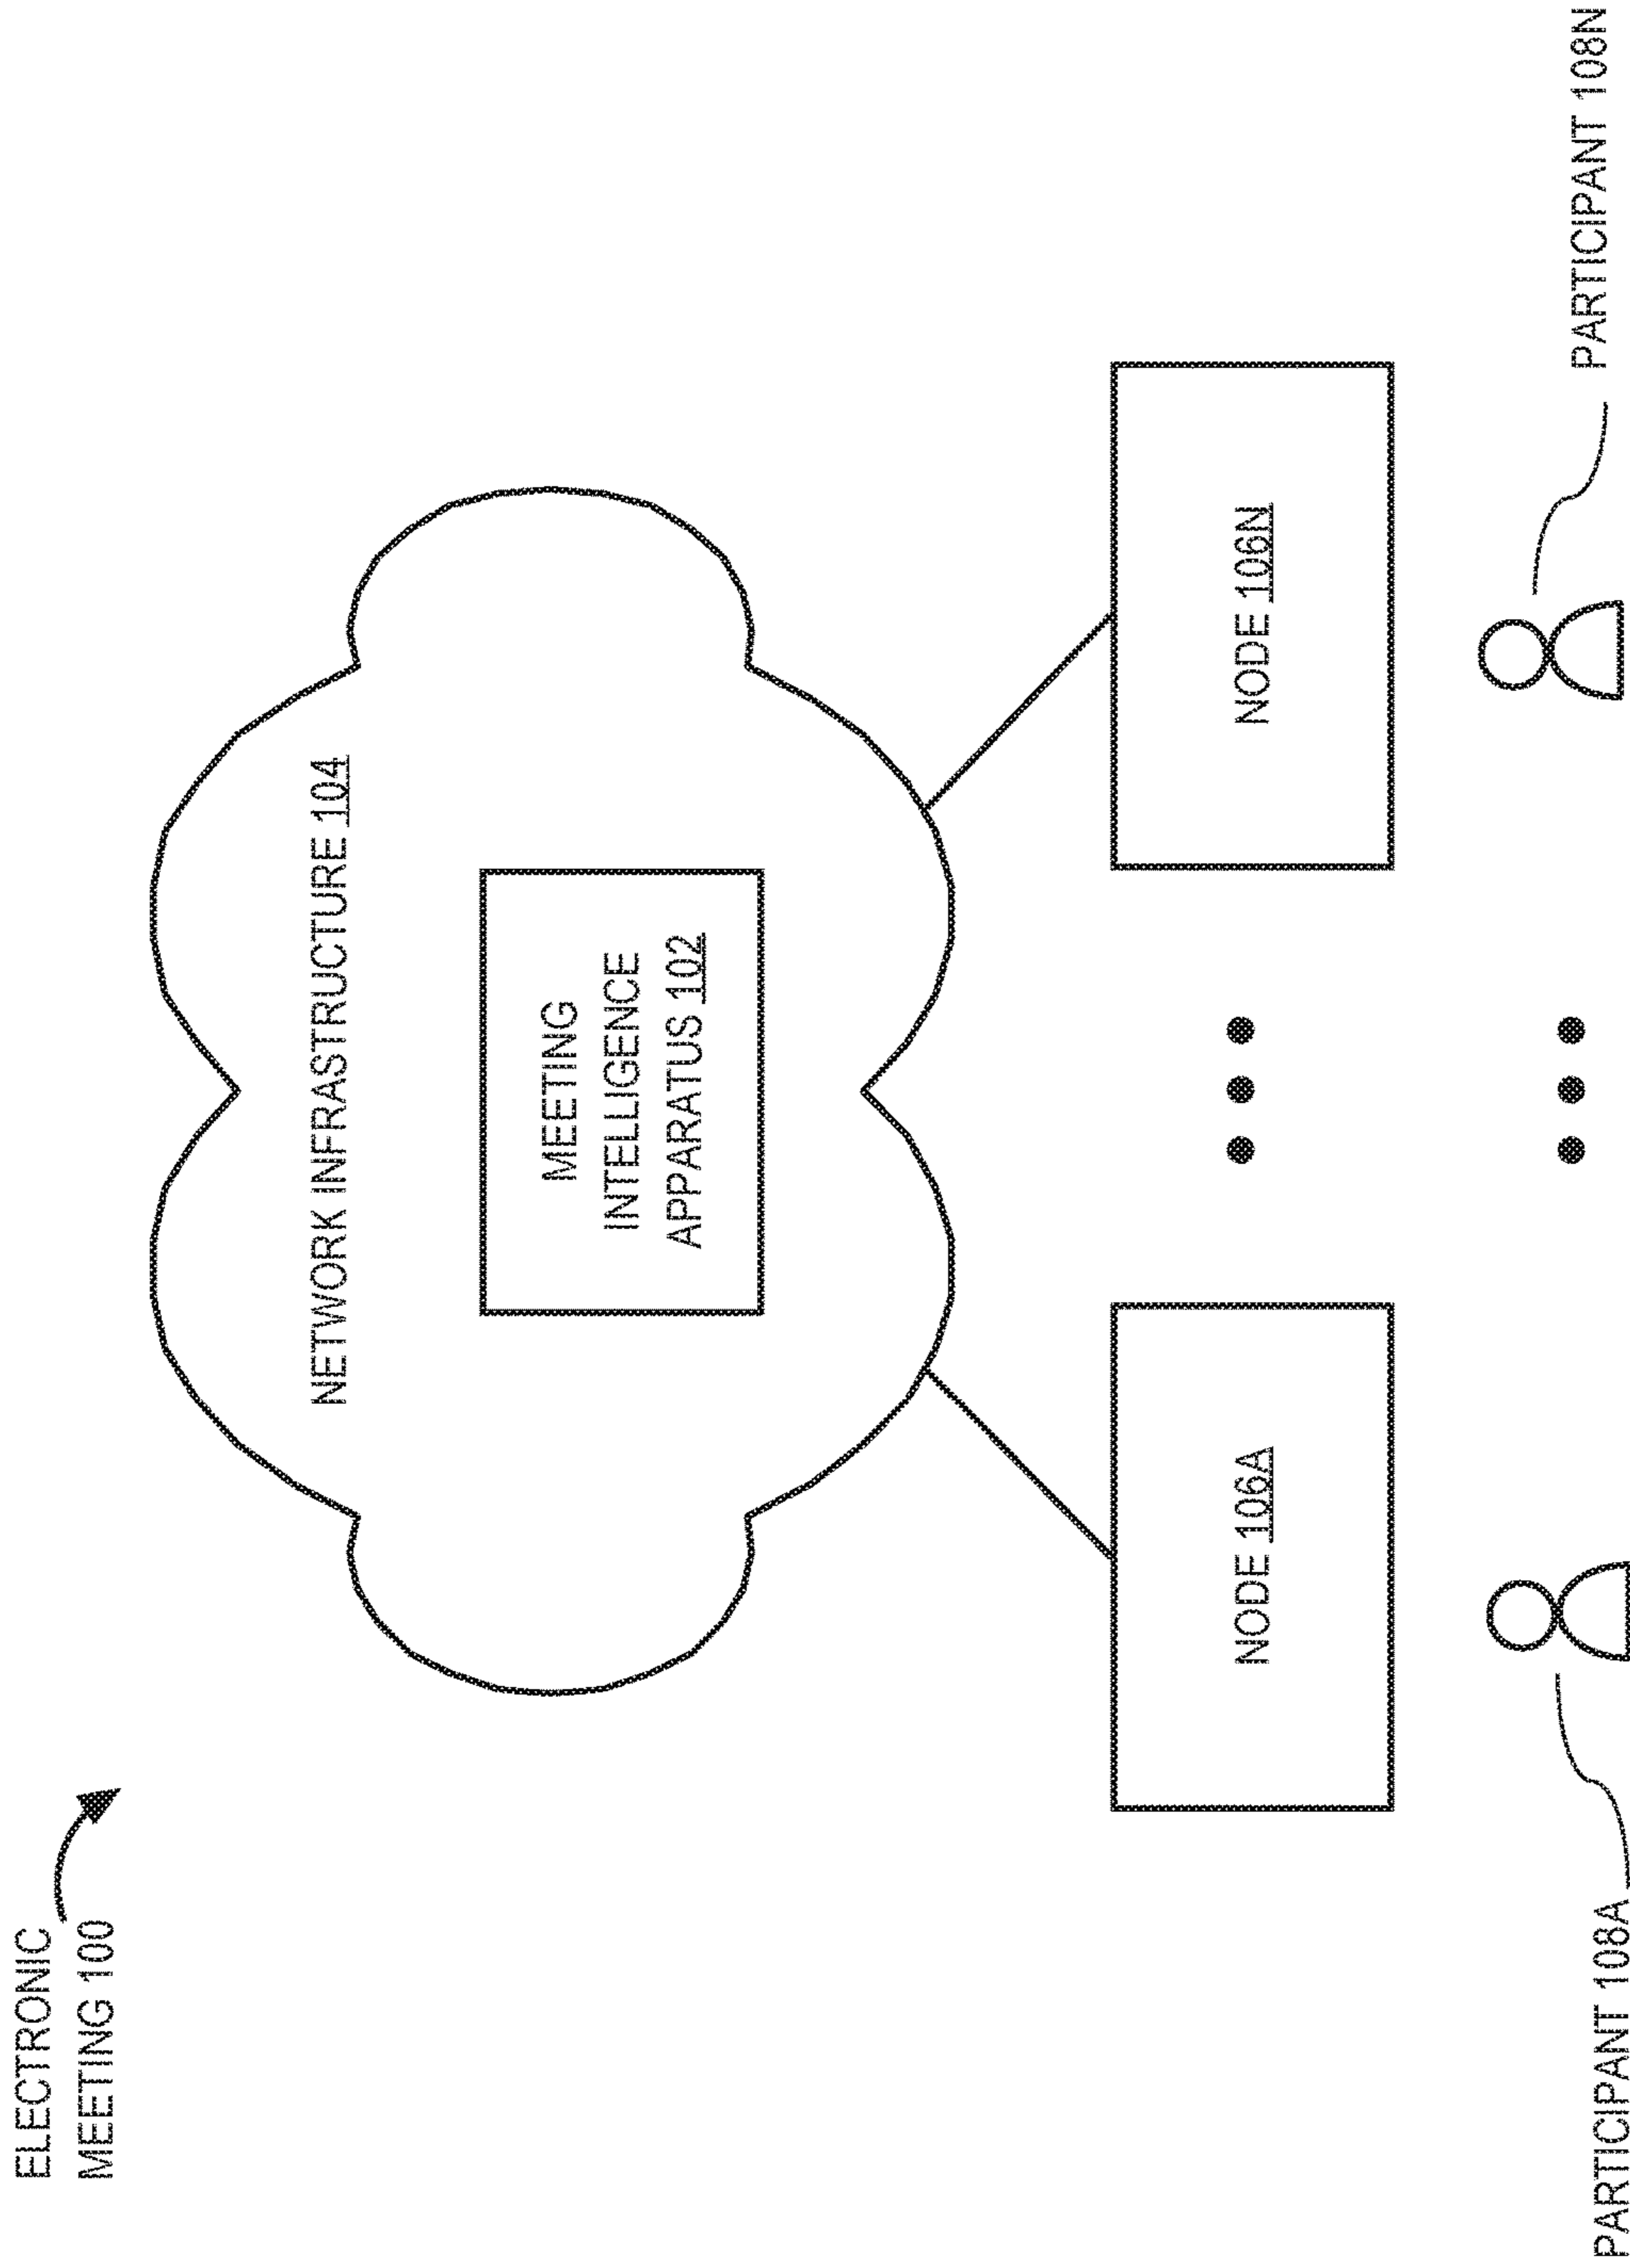 ELECTRONIC
MEETING 100
NETWORK INFRASTRUCTURE 104
MEETING
INTELLIGENCE
APPARATUS 102
NODE 106A
NODE 106N
PARTICIPANT 108A
PARTICIPANT 108N